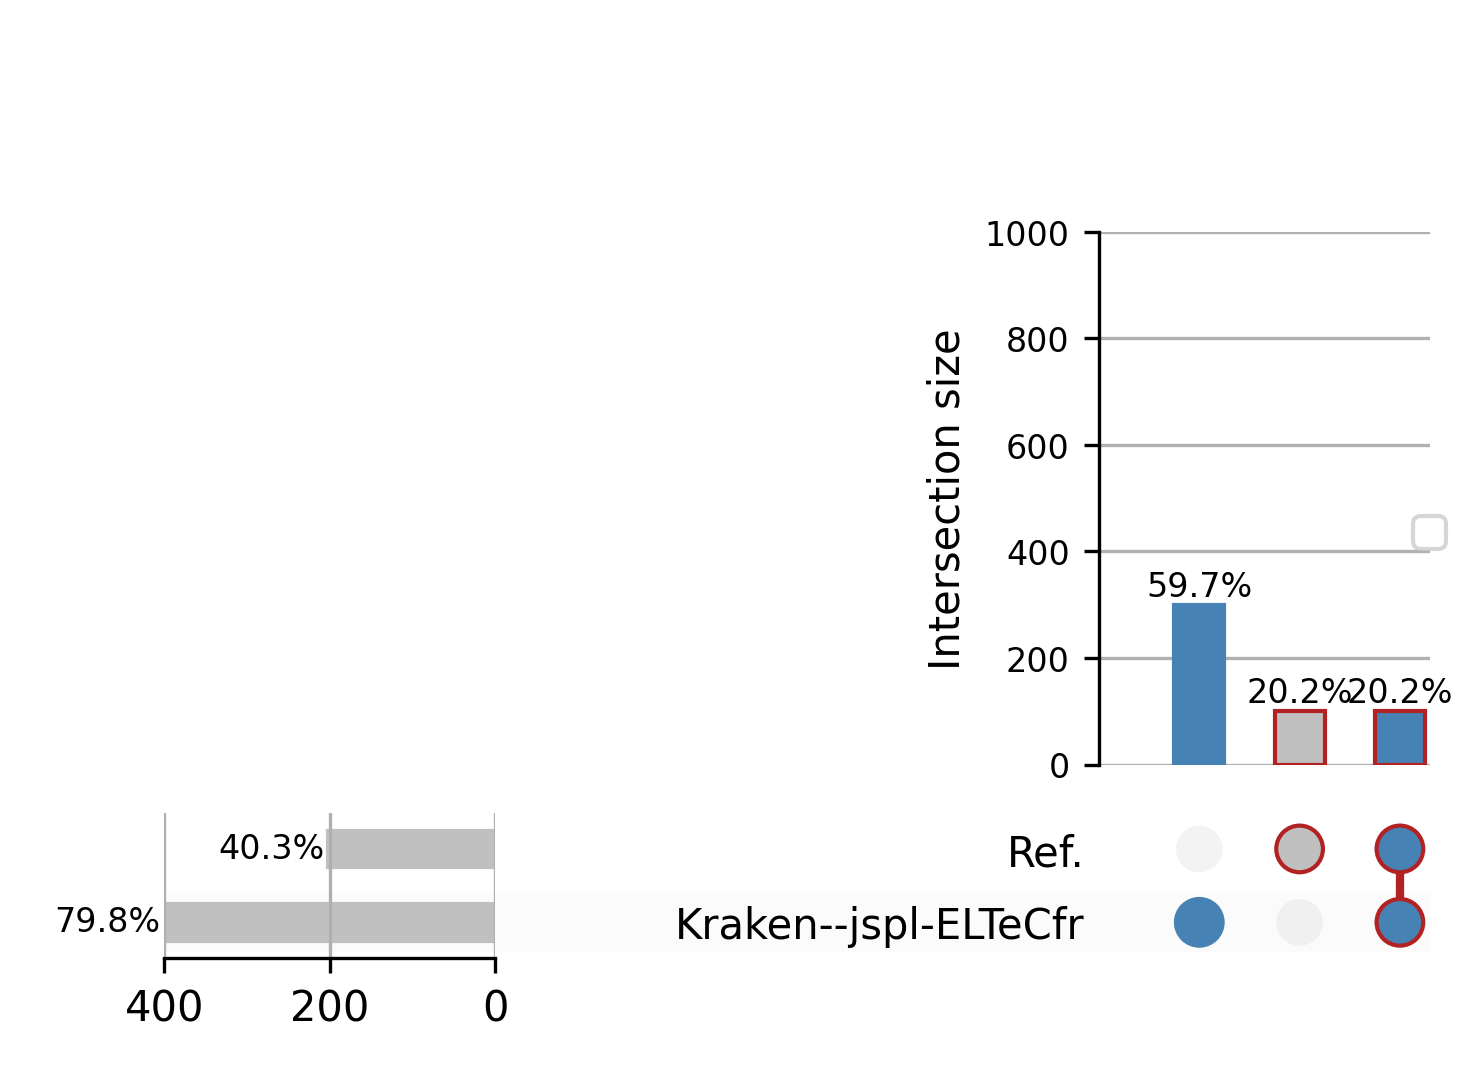 1000
800
600
400
200
0
Intersection size
59.7%
20.2%
20.2%
40.3%
Ref.
79.8%
Kraken--jspl-ELTeCfr
400 200 0